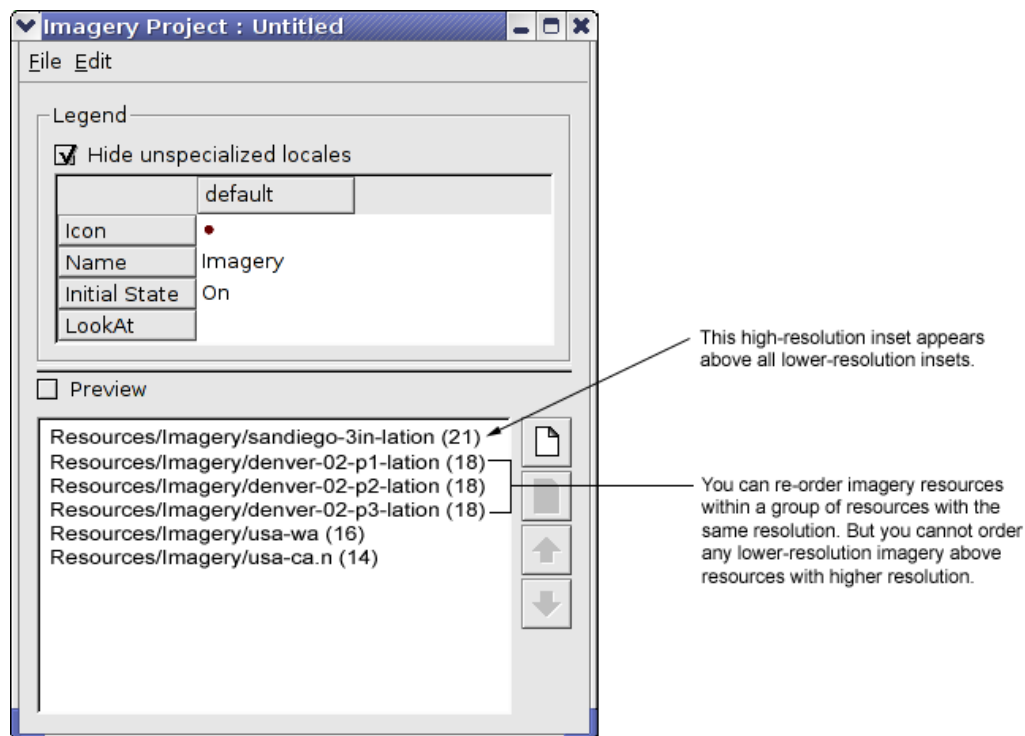 Imagery Project : Untitled
File Edit
Legend
Hide unspecialized locales
default
Icon
Name Imagery
Initial State On
LookAt
Preview
Resources/Imagery/sandiego-3in-lation (21)
Resources/Imagery/denver-02-p1-lation (18)
Resources/Imagery/denver-02-p2-lation (18)
Resources/Imagery/denver-02-p3-lation (18)
Resources/Imagery/usa-wa (16)
Resources/Imagery/usa-ca.n (14)
This high-resolution inset appears
above all lower-resolution insets.
You can re-order imagery resources
within a group of resources with the
same resolution. But you cannot order
any lower-resolution imagery above
resources with higher resolution.